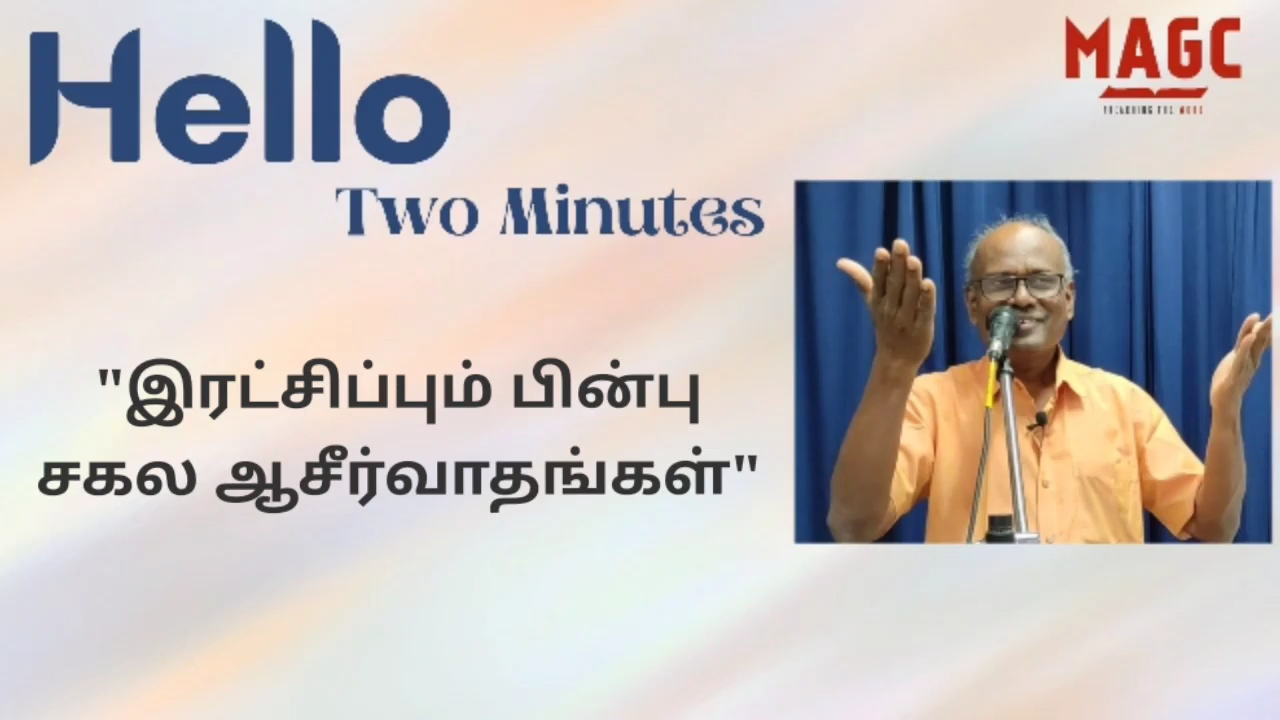 Hello
MAGC
Two Minutes
"இரட்சிப்பும் பின்பு
சகல ஆசீர்வாதங்கள்"